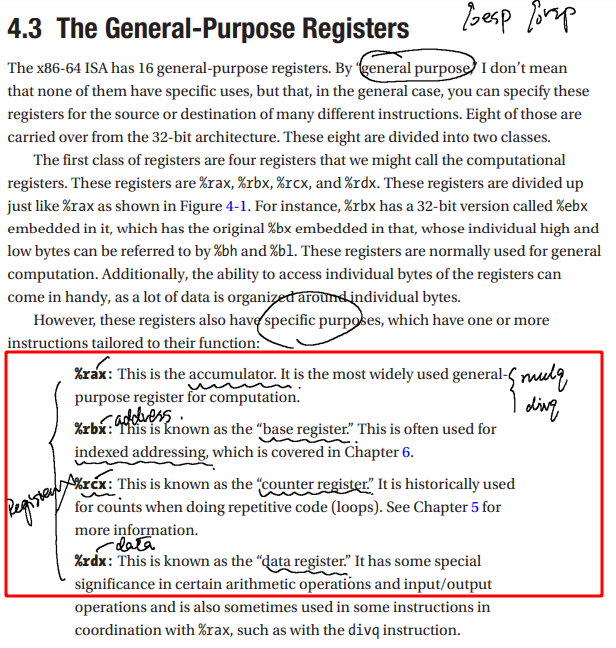 %esp %rsp
4.3 The General-Purpose Registers
The x86-64 ISA has 16 general-purpose registers. By “general purpose,” I don’t mean
that none of them have specific uses, but that, in the general case, you can specify these
registers for the source or destination of many different instructions. Eight of those are
carried over from the 32-bit architecture. These eight are divided into two classes.
The first class of registers are four registers that we might call the computational
registers. These registers are %rax, %rbx, %rcx, and %rdx. These registers are divided up
just like %rax as shown in Figure 4-1. For instance, %rbx has a 32-bit version called %ebx
embedded in it, which has the original %bx embedded in that, whose individual high and
low bytes can be referred to by %bh and %bl. These registers are normally used for general
computation. Additionally, the ability to access individual bytes of the registers can
come in handy, as a lot of data is organized around individual bytes.
However, these registers also have specific purposes, which have one or more
instructions tailored to their function:
%rax: This is the accumulator. It is the most widely used general-
purpose register for computation.
mulq
divq
address.
%rbx: This is known as the “base register.” This is often used for
indexed addressing, which is covered in Chapter 6.
Register
%rcx: This is known as the “counter register.” It is historically used
for counts when doing repetitive code (loops). See Chapter 5 for
more information.
data
%rdx: This is known as the “data register.” It has some special
significance in certain arithmetic operations and input/output
operations and is also sometimes used in some instructions in
coordination with %rax, such as with the divq instruction.